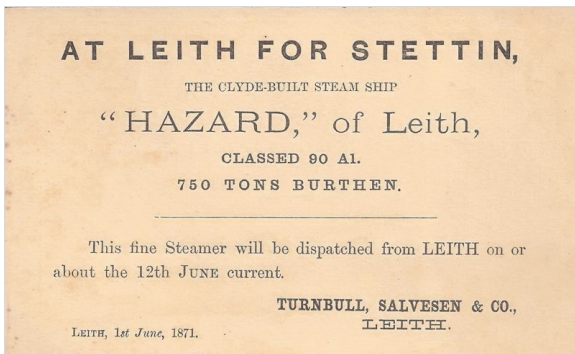 AT LEITH FOR STETTIN,
THE CLYDE-BUILT STEAM SHIP
“HAZARD,” of Leith,
CLASSED 90 A1.
750 TONS BURTHEN.
This fine Steamer will be dispatched from LEITH on or
about the 12th JUNE current.
TURNBULL, SALVESEN & CO.,
LEITH.
LEITH, 1st June, 1871.